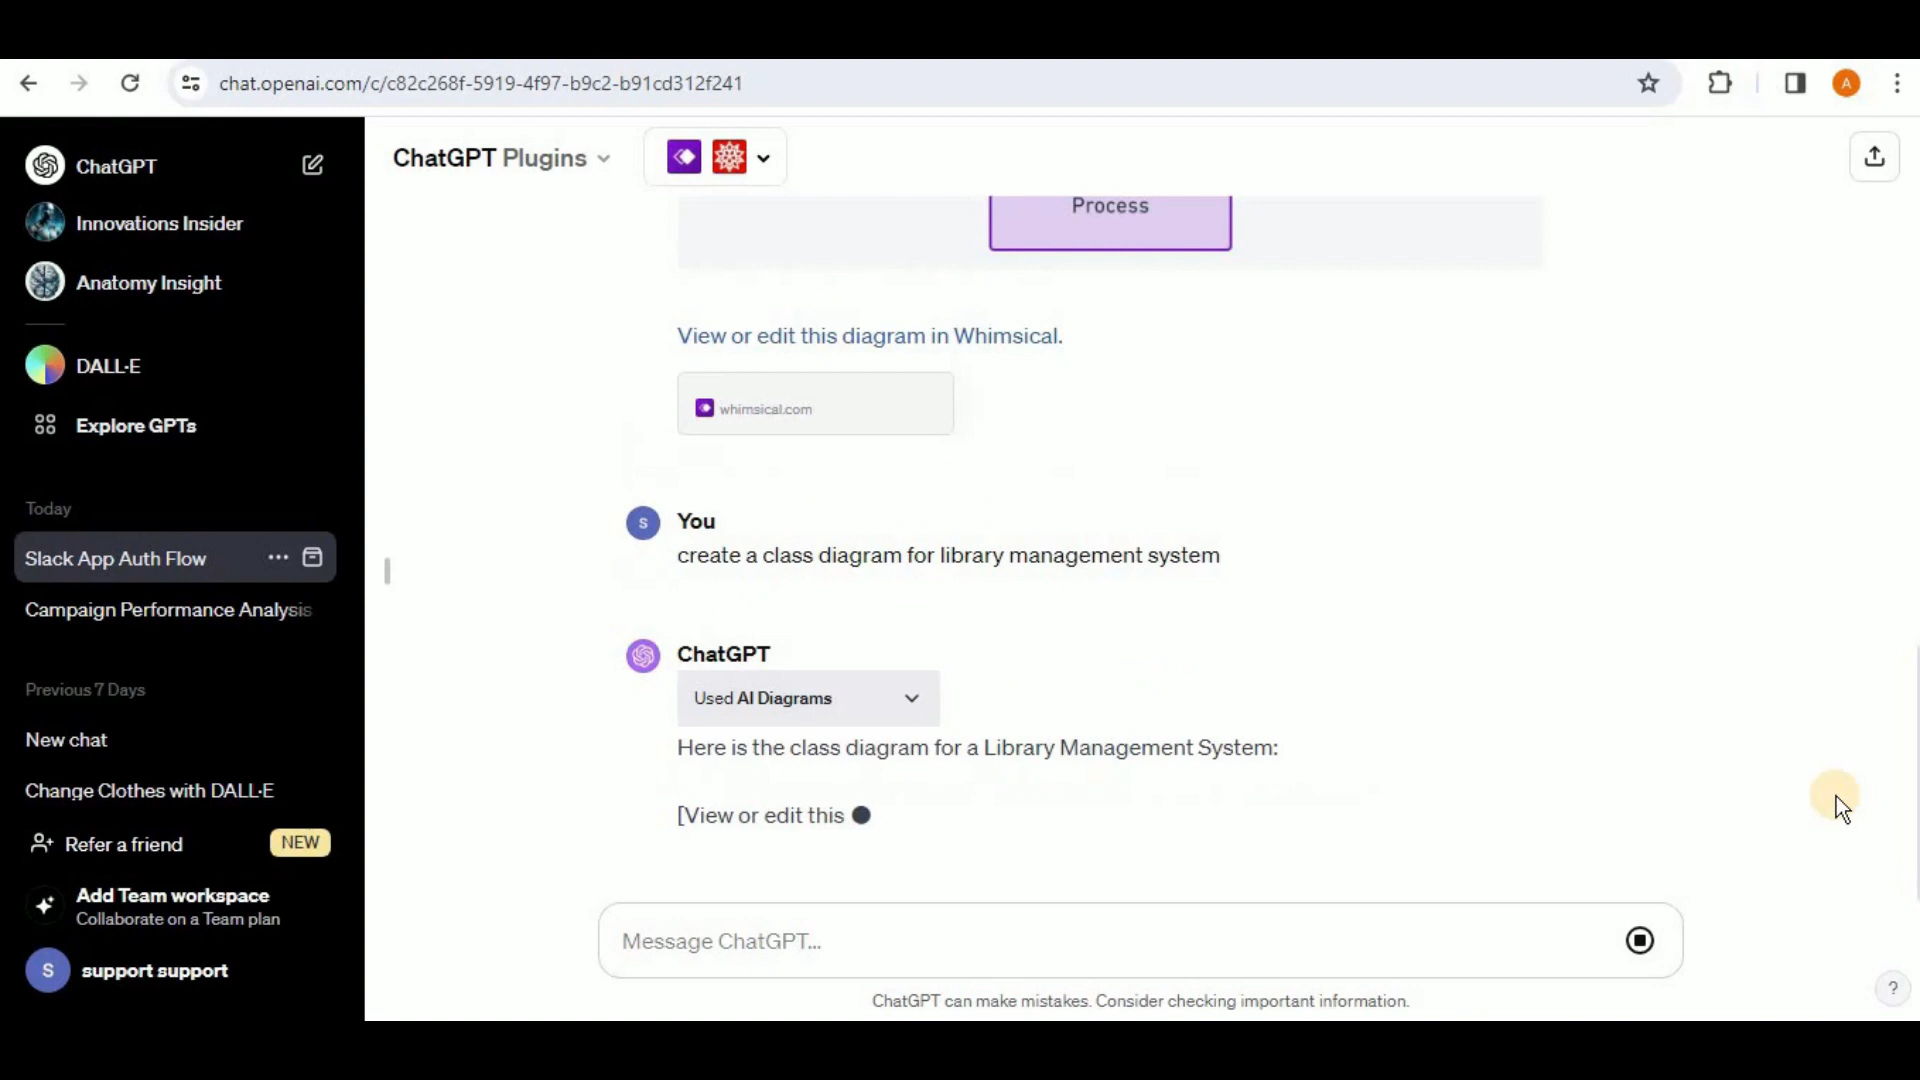 chat.openai.com/c/c82c268f-5919-4f97-b9c2-b91cd312f241
A
ChatGPT
Innovations Insider
Anatomy Insight
DALL·E
Explore GPTs
Today
Slack App Auth Flow
Campaign Performance Analysis
Previous 7 Days
New chat
Change Clothes with DALL·E
Refer a friend
NEW
Add Team workspace
Collaborate on a Team plan
S
support support
ChatGPT Plugins
Process
View or edit this diagram in Whimsical.
whimsical.com
S
You
create a class diagram for library management system
ChatGPT
Used AI Diagrams
Here is the class diagram for a Library Management System:
[View or edit this
Message ChatGPT...
ChatGPT can make mistakes. Consider checking important information.
?